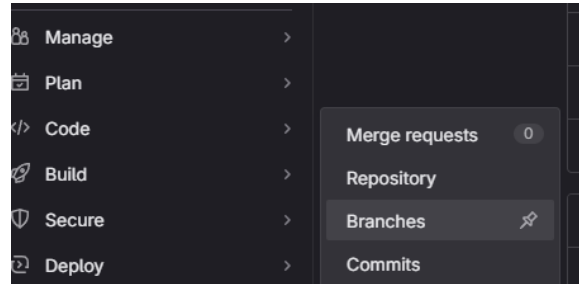 Manage
Plan
Code
Build
Secure
Deploy
Merge requests 0
Repository
Branches
Commits